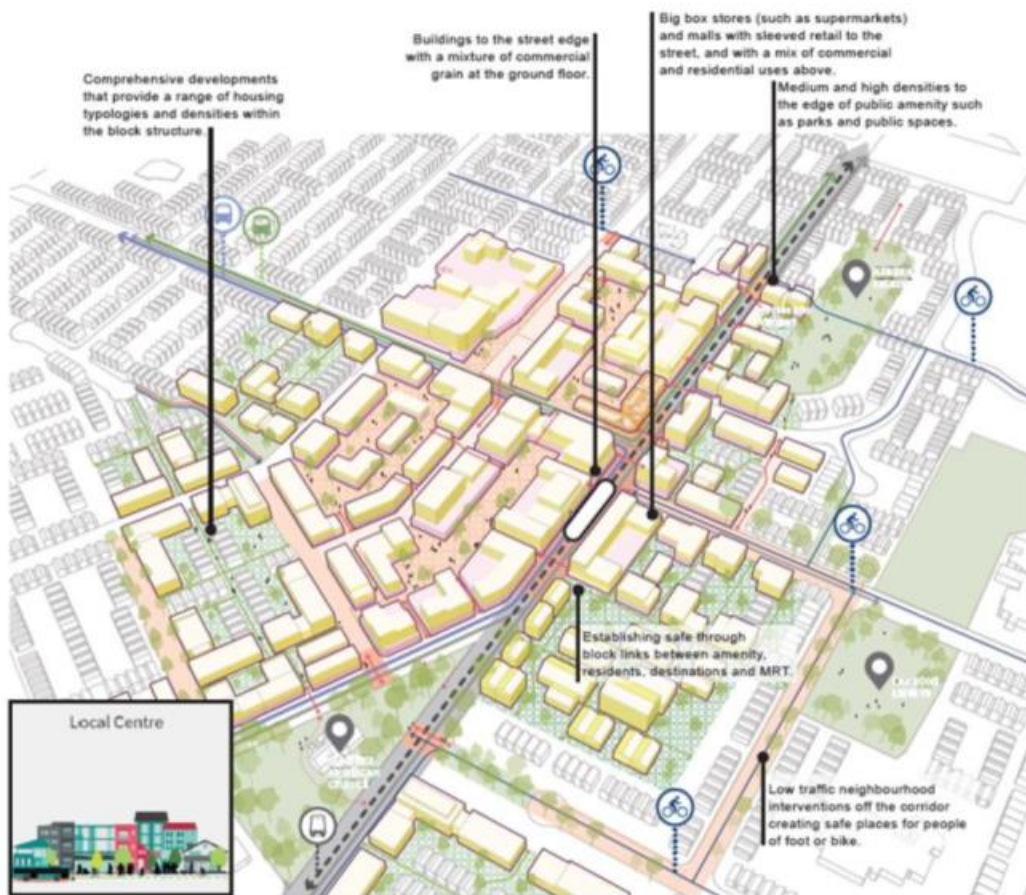 Big box stores (such as supermarkets)
and malls with sleeved retail to the
street, and with a mix of commercial
and residential uses above.
Buildings to the street edge
with a mixture of commercial
grain at the ground floor.
Comprehensive developments
that provide a range of housing
typologies and densities within
the block structure.
Medium and high densities to
the edge of public amenity such
as parks and public spaces.
Establishing safe through
block links between amenity,
residents, destinations and MRT.
Local Centre
Low traffic neighbourhood
interventions off the corridor
creating safe places for people
of foot or bike.